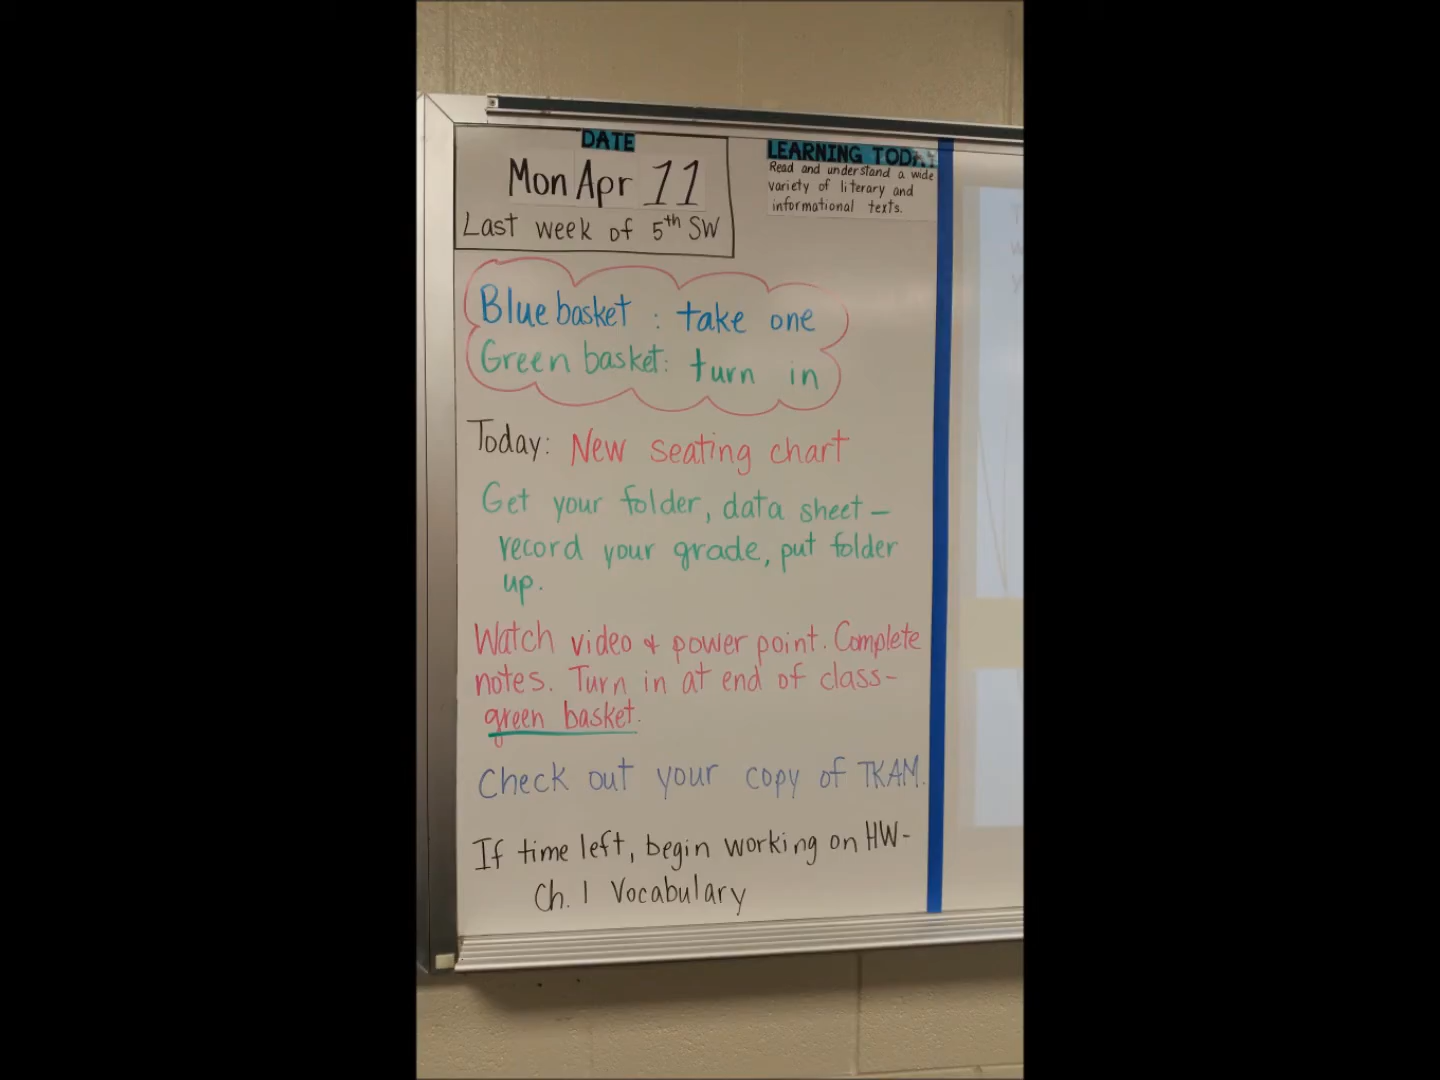 DATE
Mon Apr 11
Last week of 5th SW
LEARNING TODAY
Read and understand a wide
variety of literary and
informational texts.
Blue basket : take one
Green basket: turn in
Today: New seating chart
Get your folder, data sheet –
record your grade, put folder
up.
Watch video & power point. Complete
notes. Turn in at end of class-
green basket.
Check out your copy of TKAM.
If time left, begin working on HW-
Ch. 1 Vocabulary